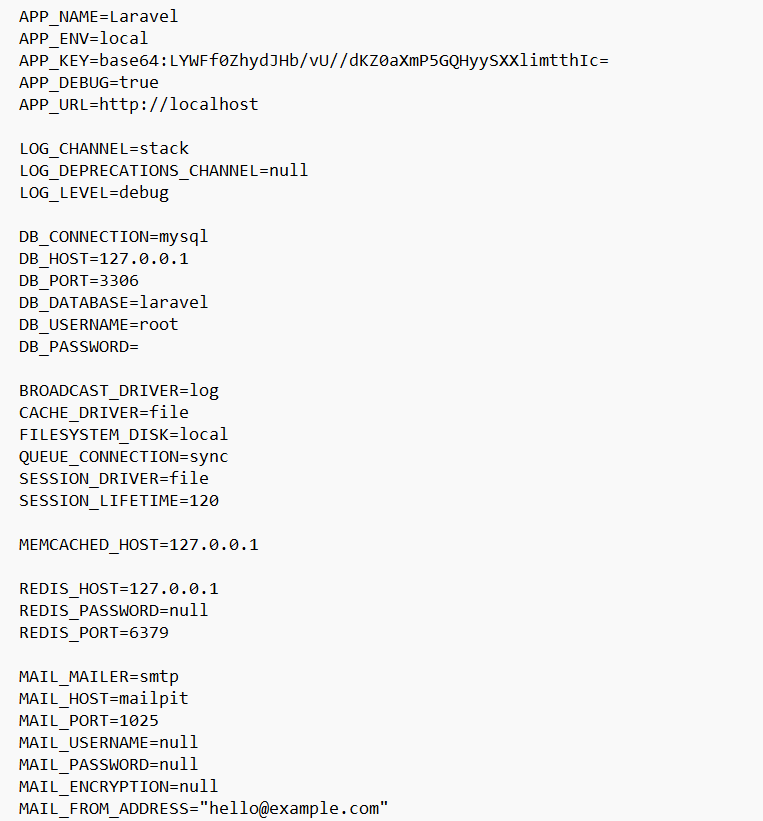 APP_NAME=Laravel
APP_ENV=local
APP_KEY=base64:LYWFf0ZhydJHb/vU//dKZ0aXmP5GQHyySXXlimtthIc=
APP_DEBUG=true
APP_URL=http://localhost

LOG_CHANNEL=stack
LOG_DEPRECATIONS_CHANNEL=null
LOG_LEVEL=debug

DB_CONNECTION=mysql
DB_HOST=127.0.0.1
DB_PORT=3306
DB_DATABASE=laravel
DB_USERNAME=root
DB_PASSWORD=

BROADCAST_DRIVER=log
CACHE_DRIVER=file
FILESYSTEM_DISK=local
QUEUE_CONNECTION=sync
SESSION_DRIVER=file
SESSION_LIFETIME=120

MEMCACHED_HOST=127.0.0.1

REDIS_HOST=127.0.0.1
REDIS_PASSWORD=null
REDIS_PORT=6379

MAIL_MAILER=smtp
MAIL_HOST=mailpit
MAIL_PORT=1025
MAIL_USERNAME=null
MAIL_PASSWORD=null
MAIL_ENCRYPTION=null
MAIL_FROM_ADDRESS="hello@example.com"